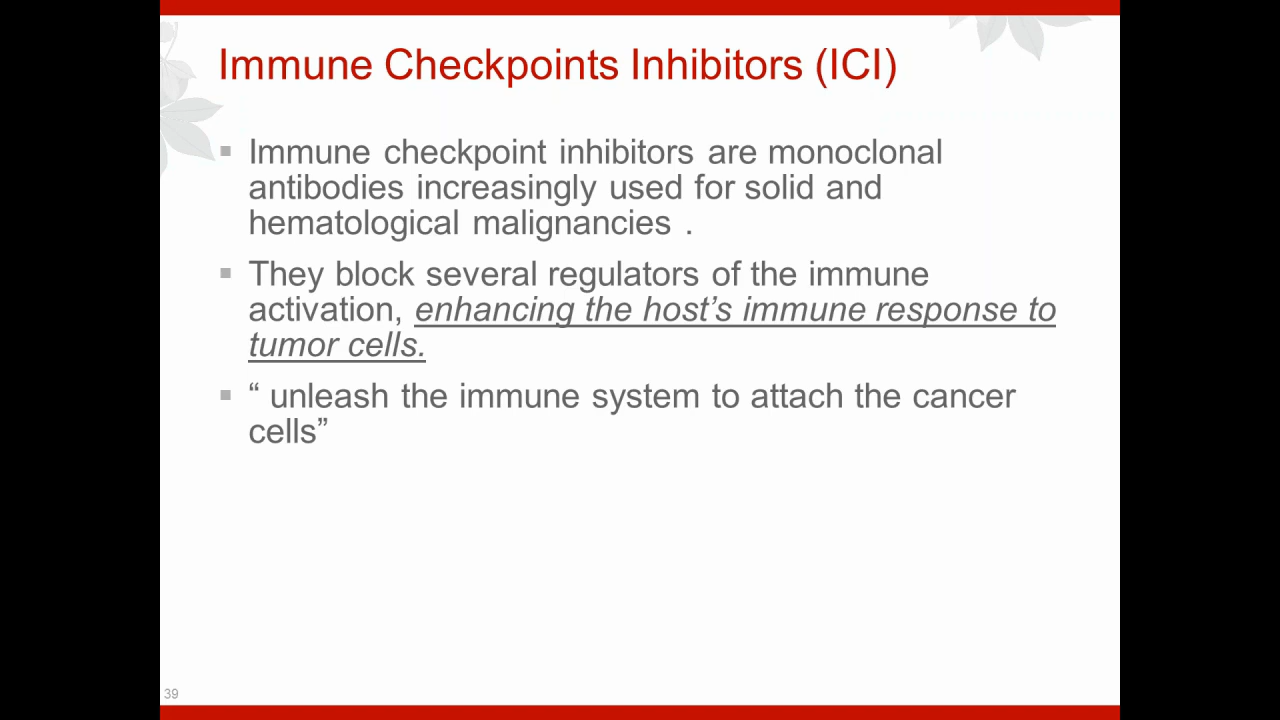 Immune Checkpoints Inhibitors (ICI)
▪ Immune checkpoint inhibitors are monoclonal
antibodies increasingly used for solid and
hematological malignancies .
▪ They block several regulators of the immune
activation, enhancing the host’s immune response to
tumor cells.
▪ “ unleash the immune system to attach the cancer
cells”
39